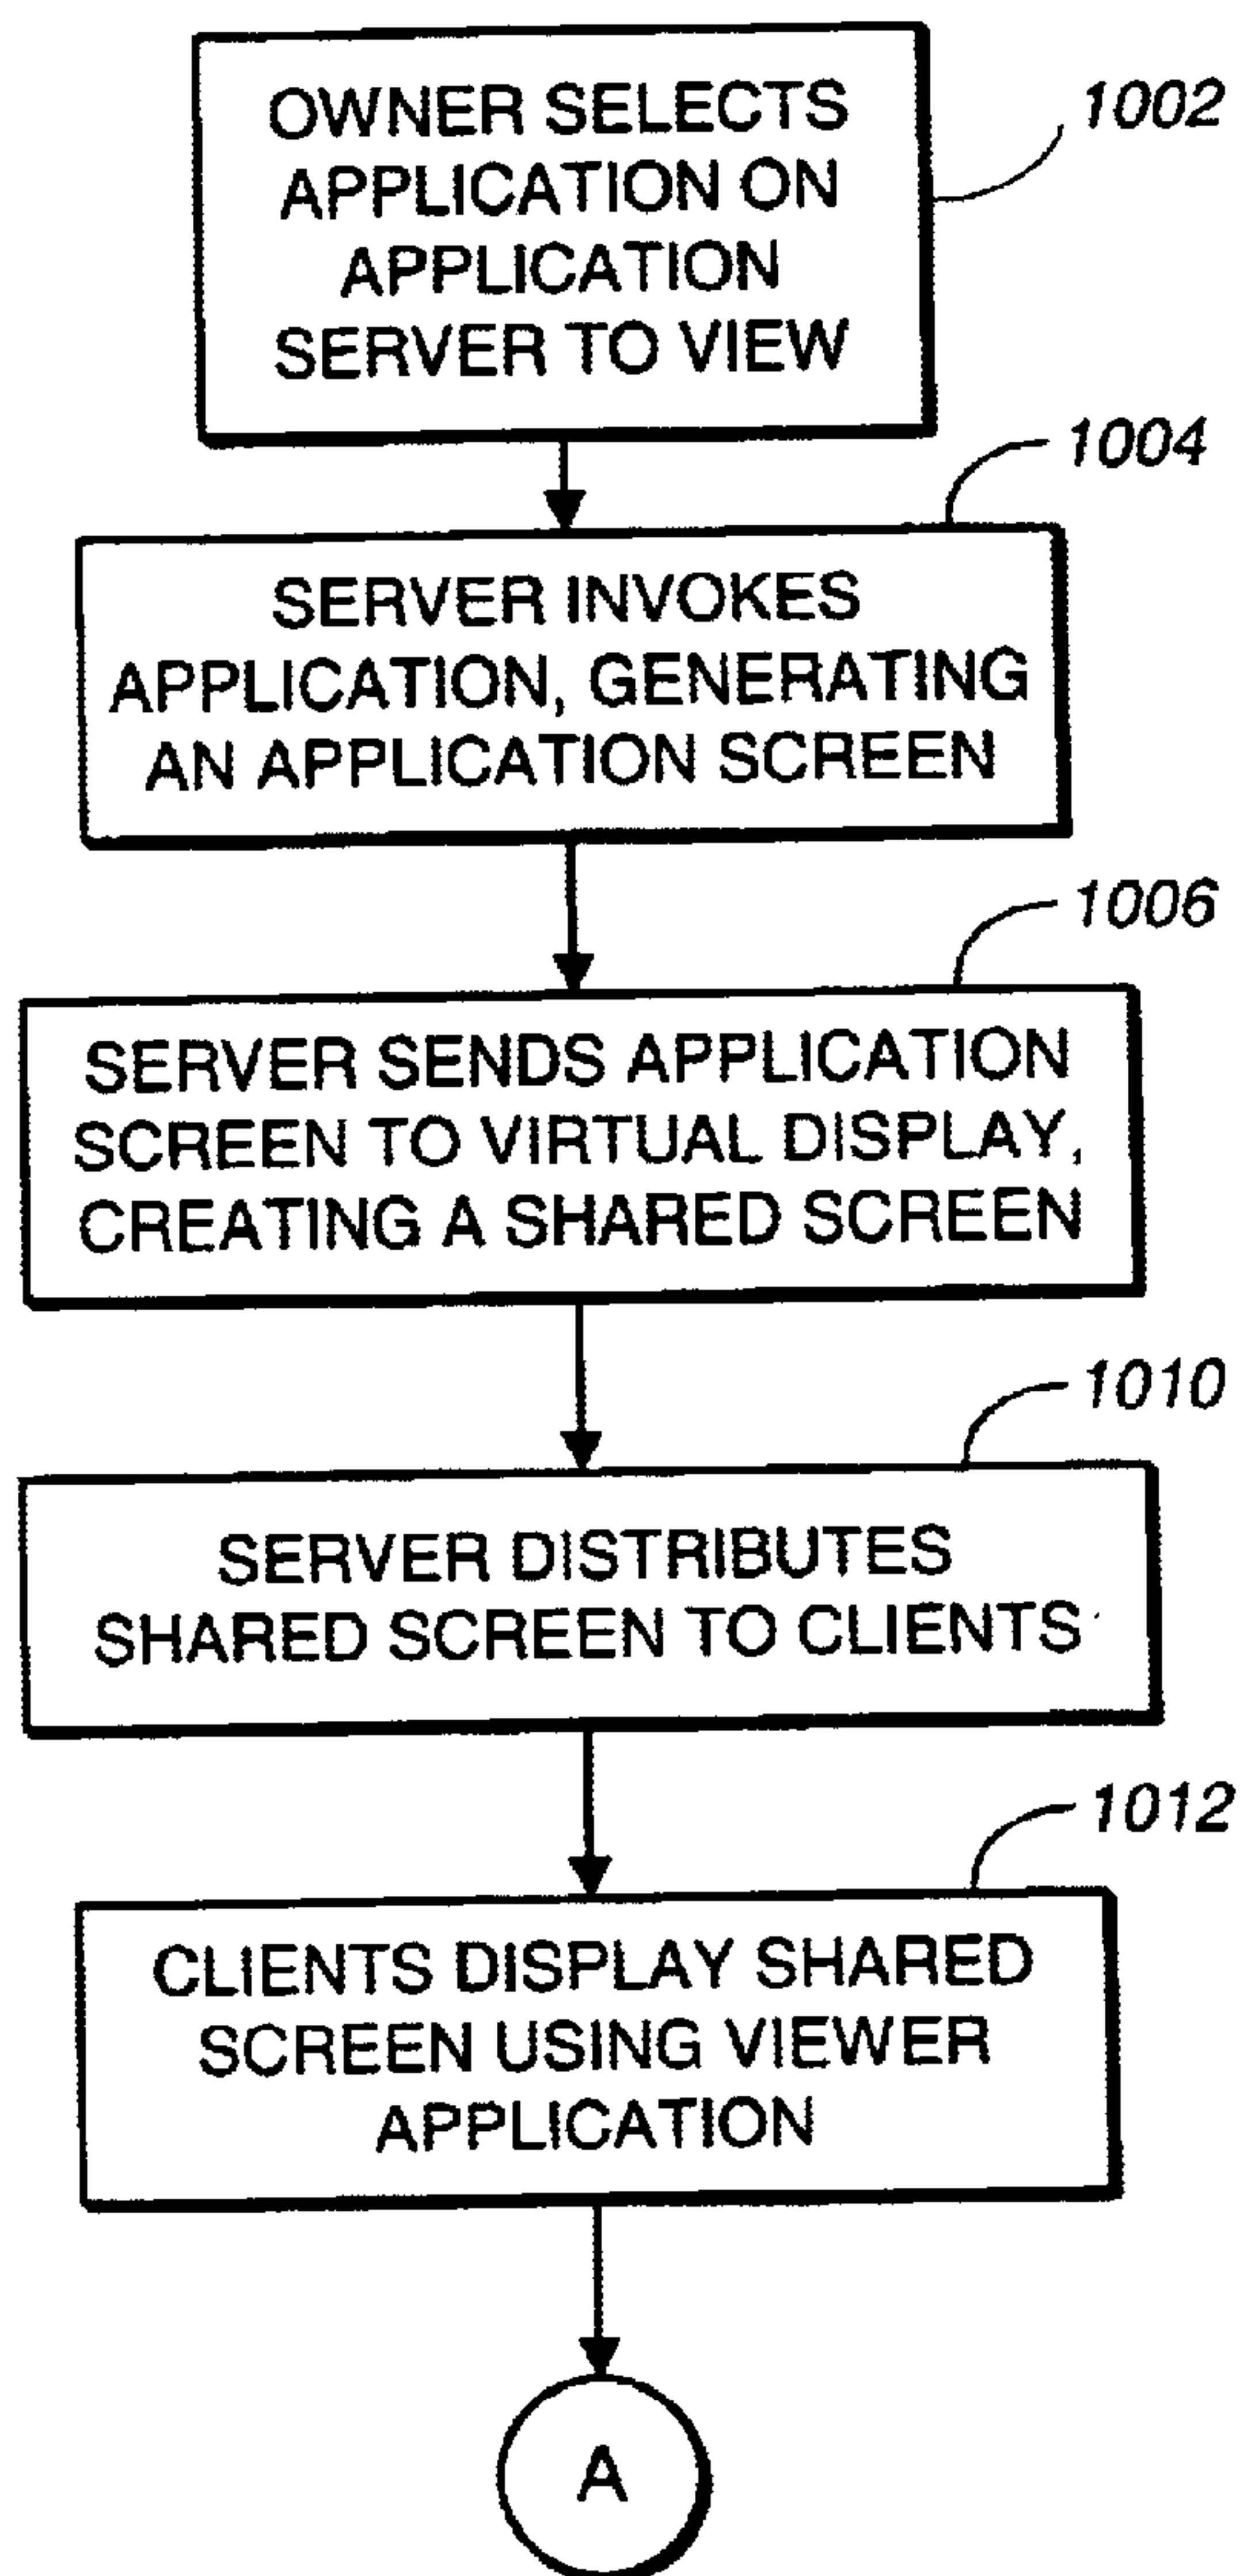 OWNER SELECTS
APPLICATION ON
APPLICATION
SERVER TO VIEW
1002
SERVER INVOKES
APPLICATION, GENERATING
AN APPLICATION SCREEN
1004
SERVER SENDS APPLICATION
SCREEN TO VIRTUAL DISPLAY,
CREATING A SHARED SCREEN
1006
SERVER DISTRIBUTES
SHARED SCREEN TO CLIENTS
1010
CLIENTS DISPLAY SHARED
SCREEN USING VIEWER
APPLICATION
1012
A